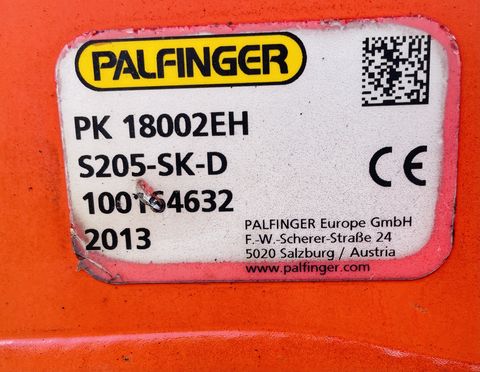 PALFINGER
PK 18002EH
S205-SK-D
100164632
2013
CE
PALFINGER Europe GmbH
F.-W.-Scherer-Straße 24
5020 Salzburg / Austria
www.palfinger.com